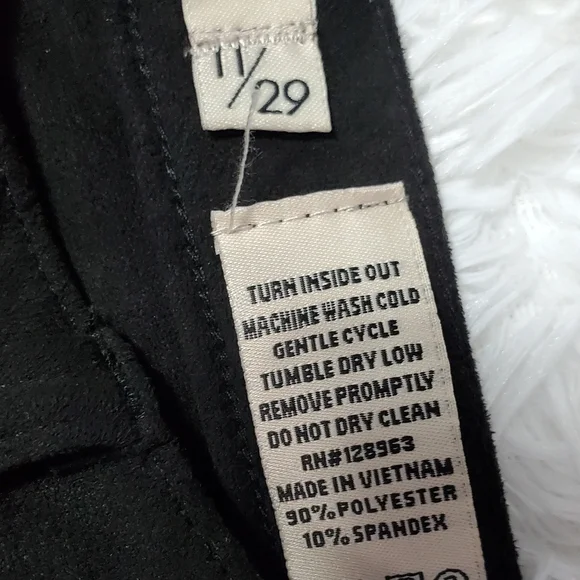 11/29
TURN INSIDE OUT
MACHINE WASH COLD
GENTLE CYCLE
TUMBLE DRY LOW
REMOVE PROMPTLY
DO NOT DRY CLEAN
RN#128963
MADE IN VIETNAM
90% POLYESTER
10% SPANDEX